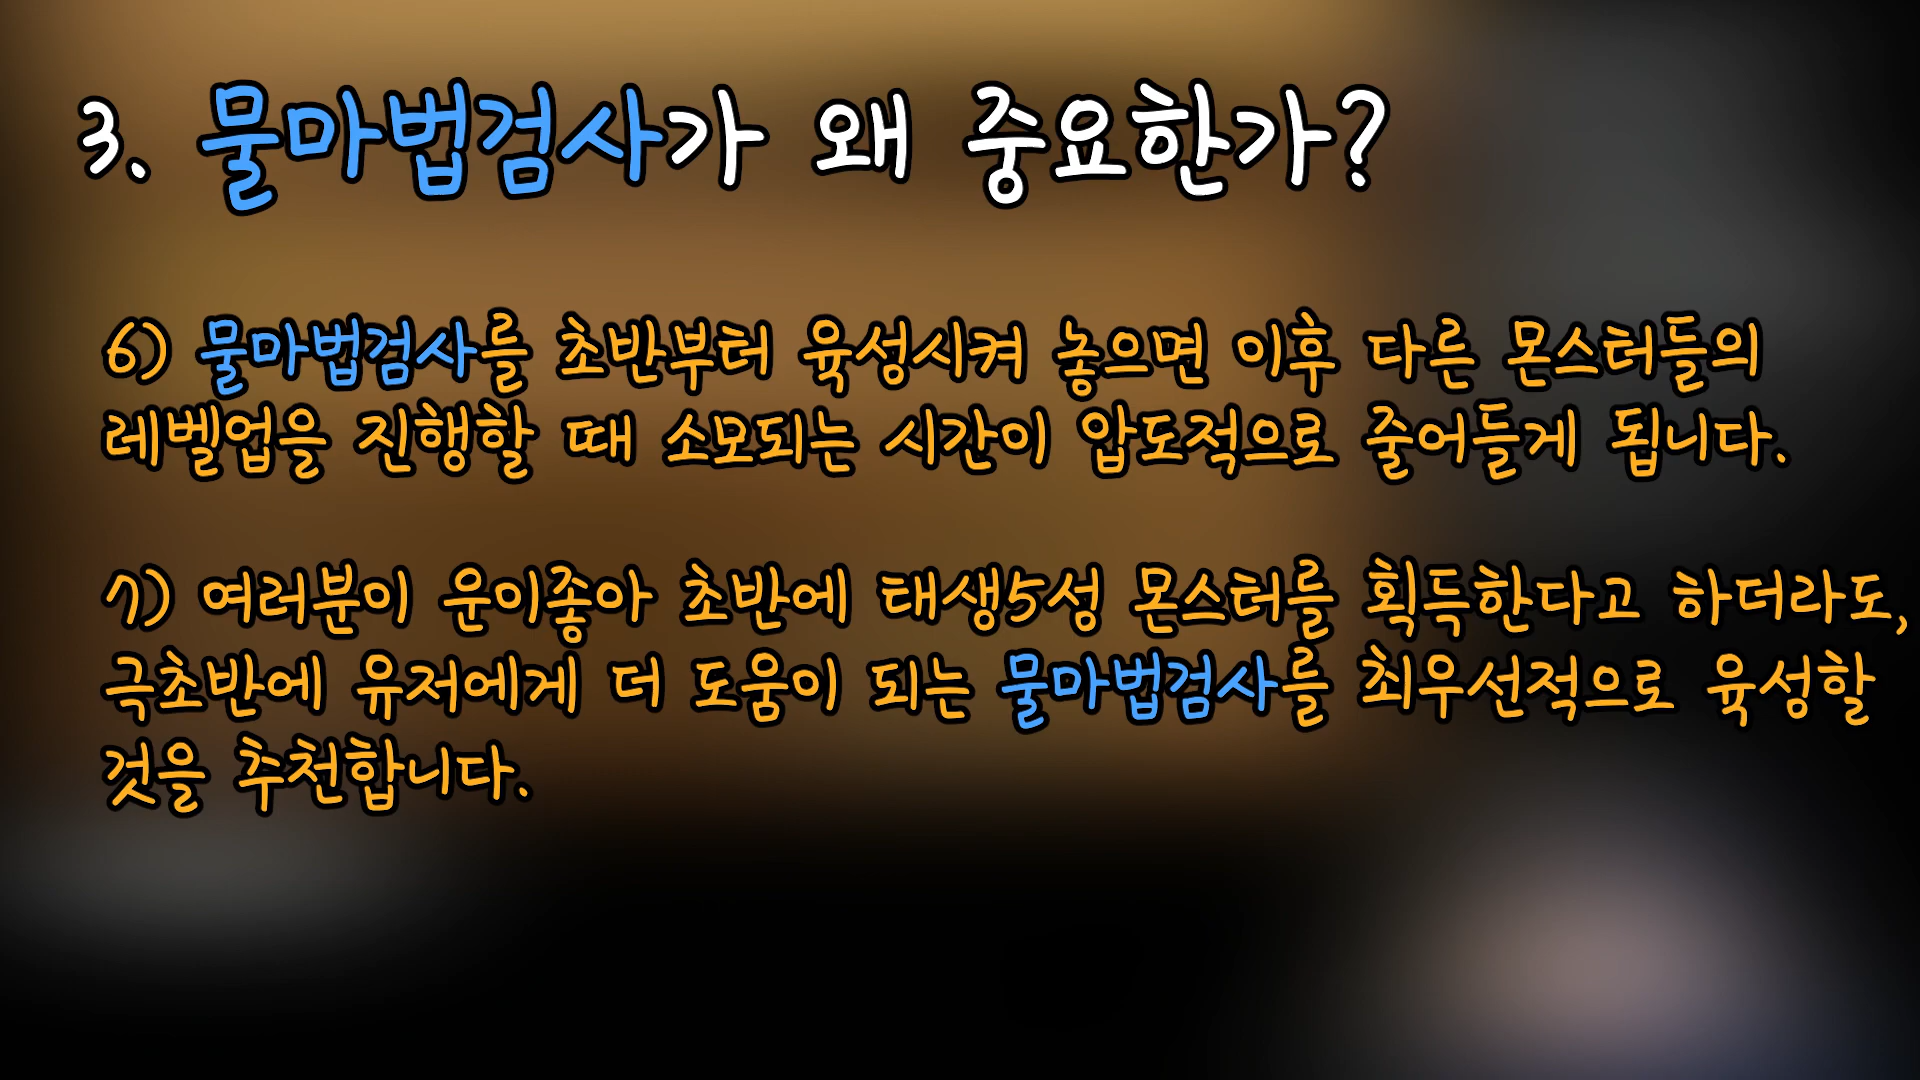 3. 물마법검사가 왜 중요한가?
6) 물마법검사를 초반부터 육성시켜 놓으면 이후 다른 몬스터들의
레벨업을 진행할 때 소모되는 시간이 압도적으로 줄어들게 됩니다.
7) 여러분이 운이좋아 초반에 태생5성 몬스터를 획득한다고 하더라도,
극초반에 유저에게 더 도움이 되는 물마법검사를 최우선적으로 육성할
것을 추천합니다.